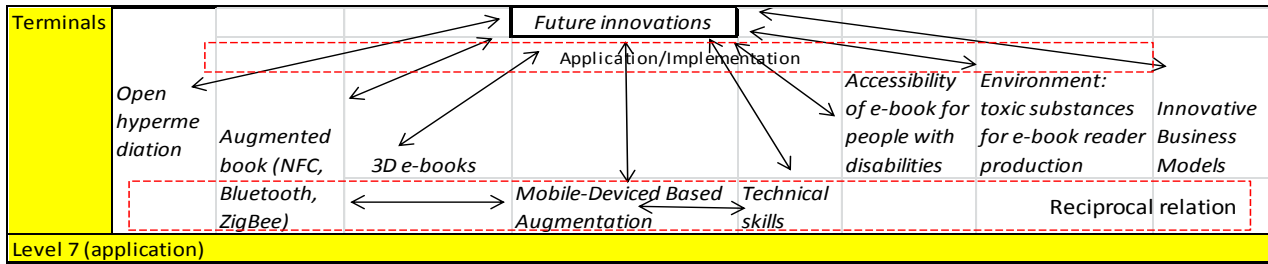 Terminals
Future innovations
Application/Implementation
Open
hyperme
diation
Augmented
book (NFC,
Bluetooth,
ZigBee)
3D e-books
Mobile-Deviced Based
Augmentation
Technical
skills
Accessibility
of e-book for
people with
disabilities
Environment:
toxic substances
for e-book reader
production
Innovative
Business
Models
Reciprocal relation
Level 7 (application)